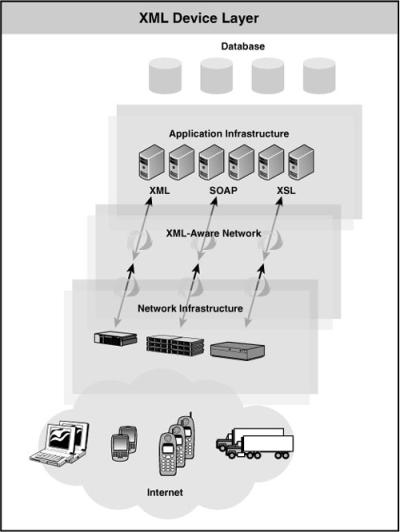 XML Device Layer
Database
Application Infrastructure
XML SOAP XSL
XML-Aware Network
Network Infrastructure
Internet